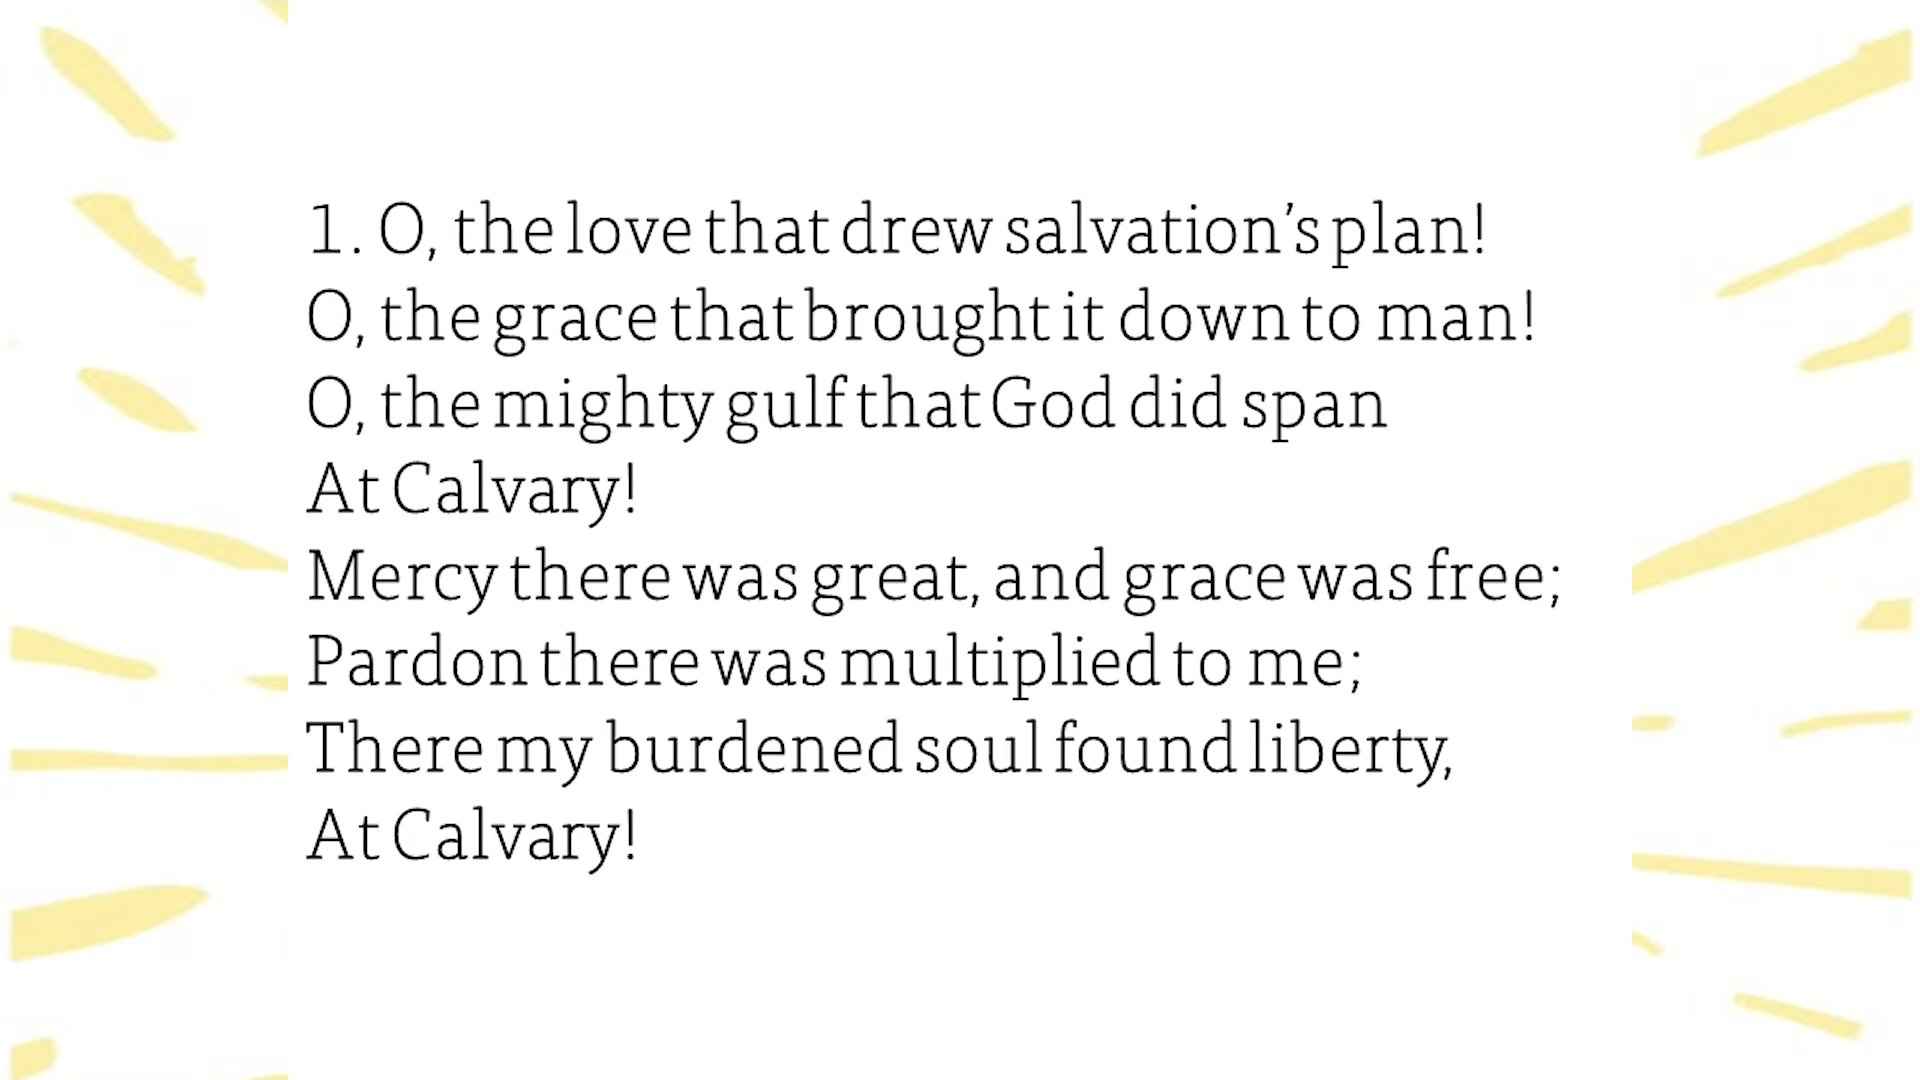 1. O, the love that drew salvation’s plan!
O, the grace that brought it down to man!
O, the mighty gulf that God did span
At Calvary!
Mercy there was great, and grace was free;
Pardon there was multiplied to me;
There my burdened soul found liberty,
At Calvary!